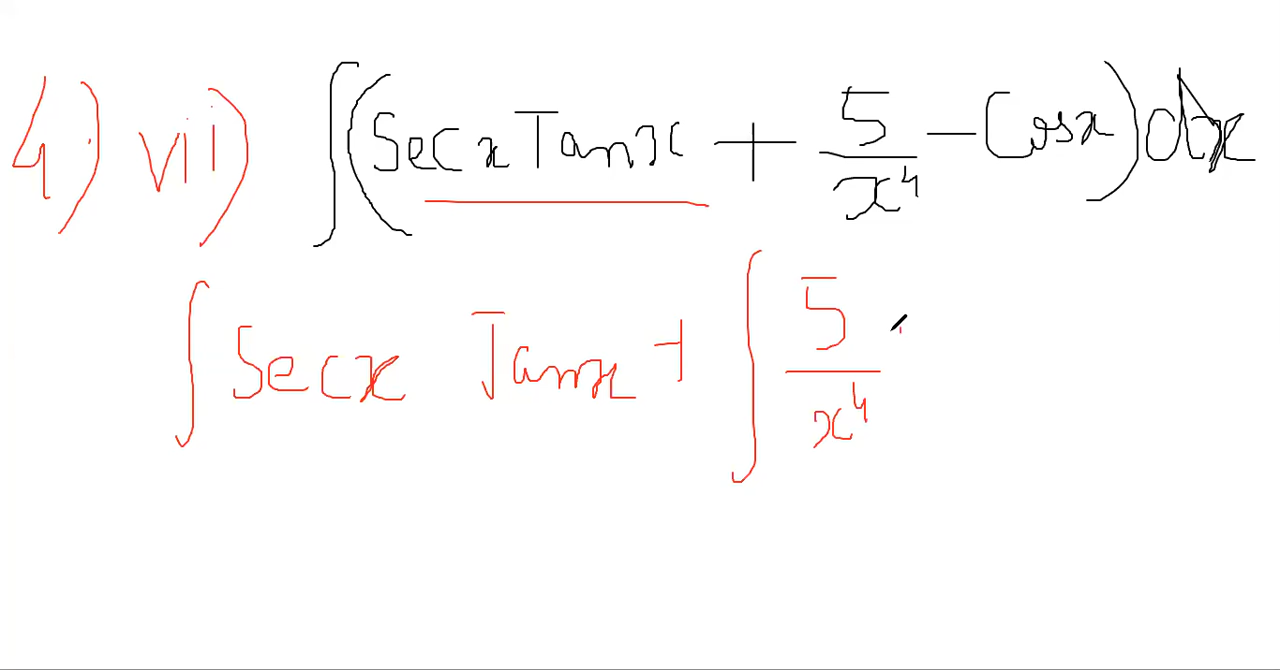 4) vii) ∫(Secx Tanx + 5/x⁴ - Cosx)dx
∫ Secx Tanx + ∫ 5/x⁴